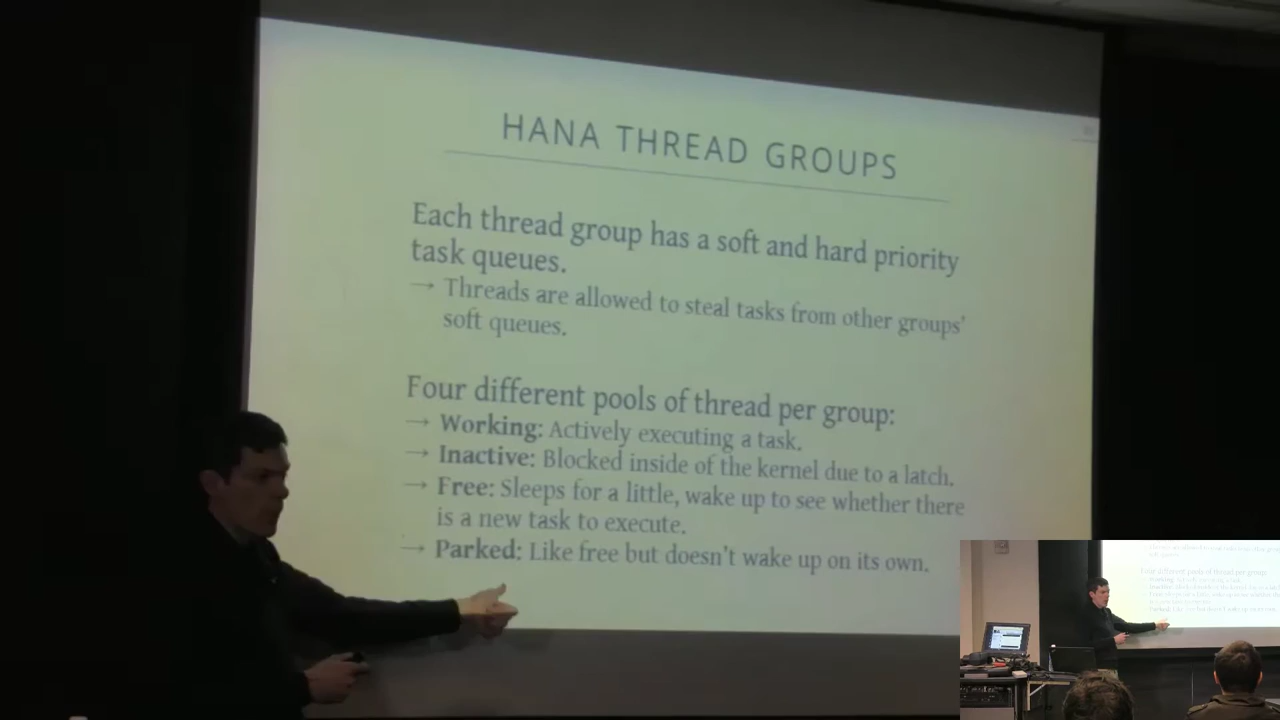 HANA THREAD GROUPS
Each thread group has a soft and hard priority
task queues.
→ Threads are allowed to steal tasks from other groups'
soft queues.
Four different pools of thread per group:
→ Working: Actively executing a task.
→ Inactive: Blocked inside of the kernel due to a latch.
→ Free: Sleeps for a little, wake up to see whether there
is a new task to execute.
→ Parked: Like free but doesn't wake up on its own.